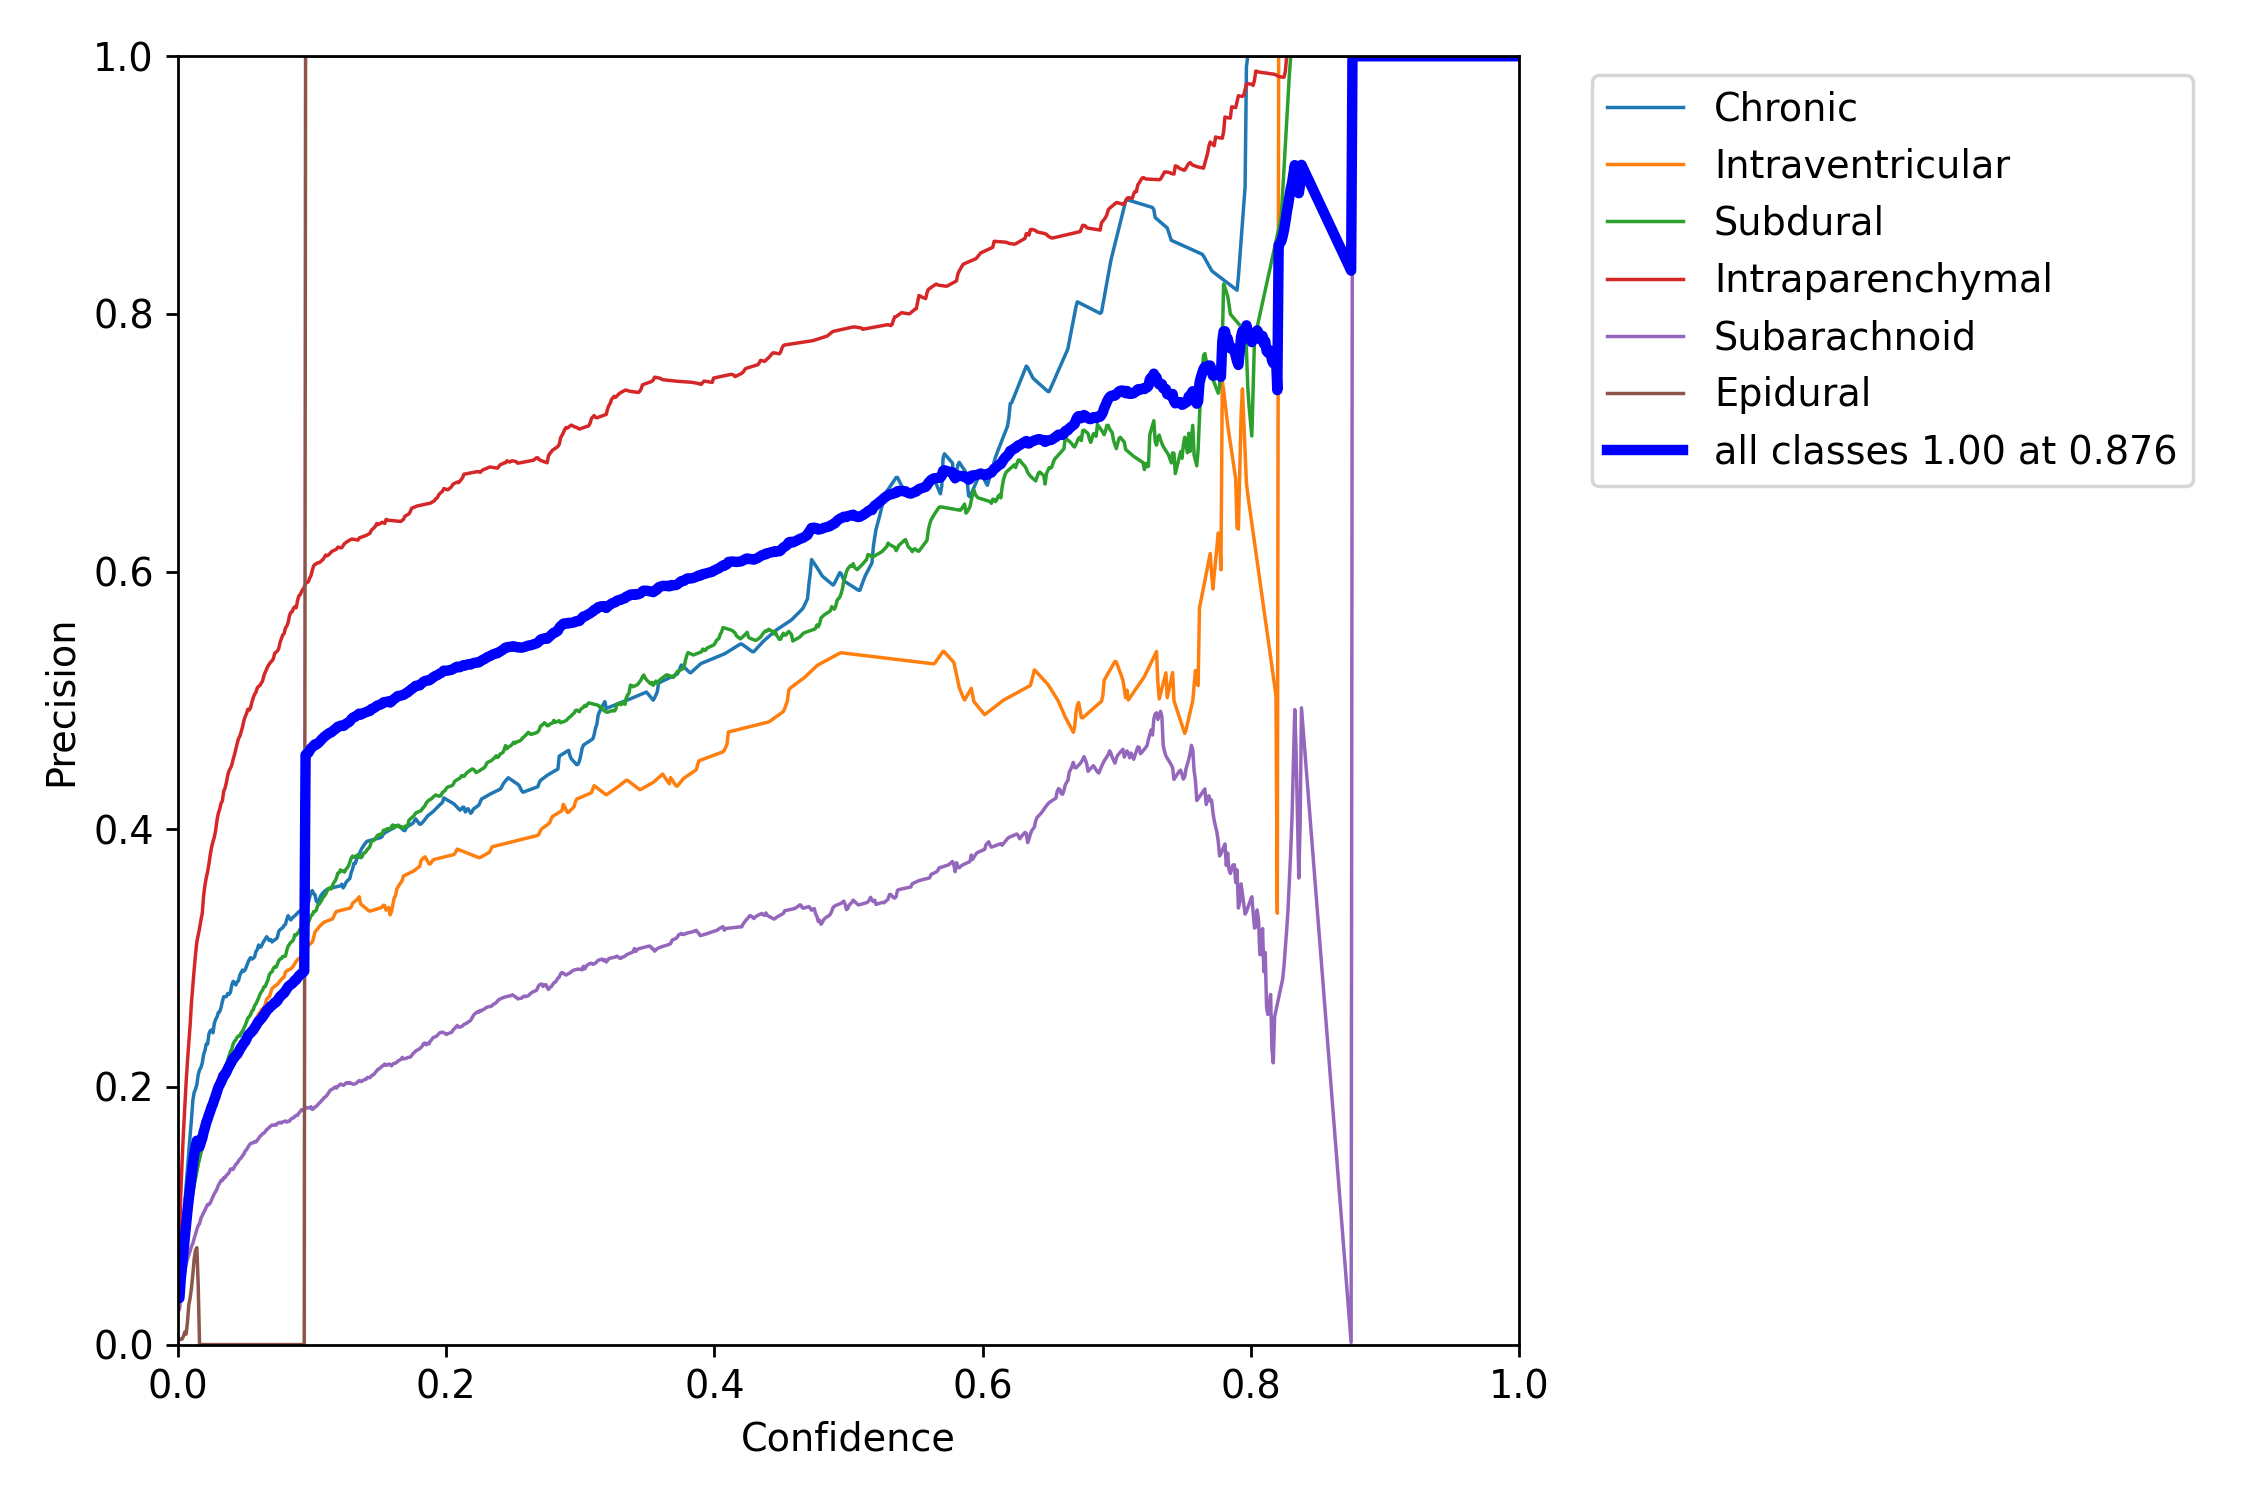 1.0
0.8
0.6
0.4
0.2
0.0
Precision
0.0 0.2 0.4 0.6 0.8 1.0
Confidence
Chronic
Intraventricular
Subdural
Intraparenchymal
Subarachnoid
Epidural
all classes 1.00 at 0.876